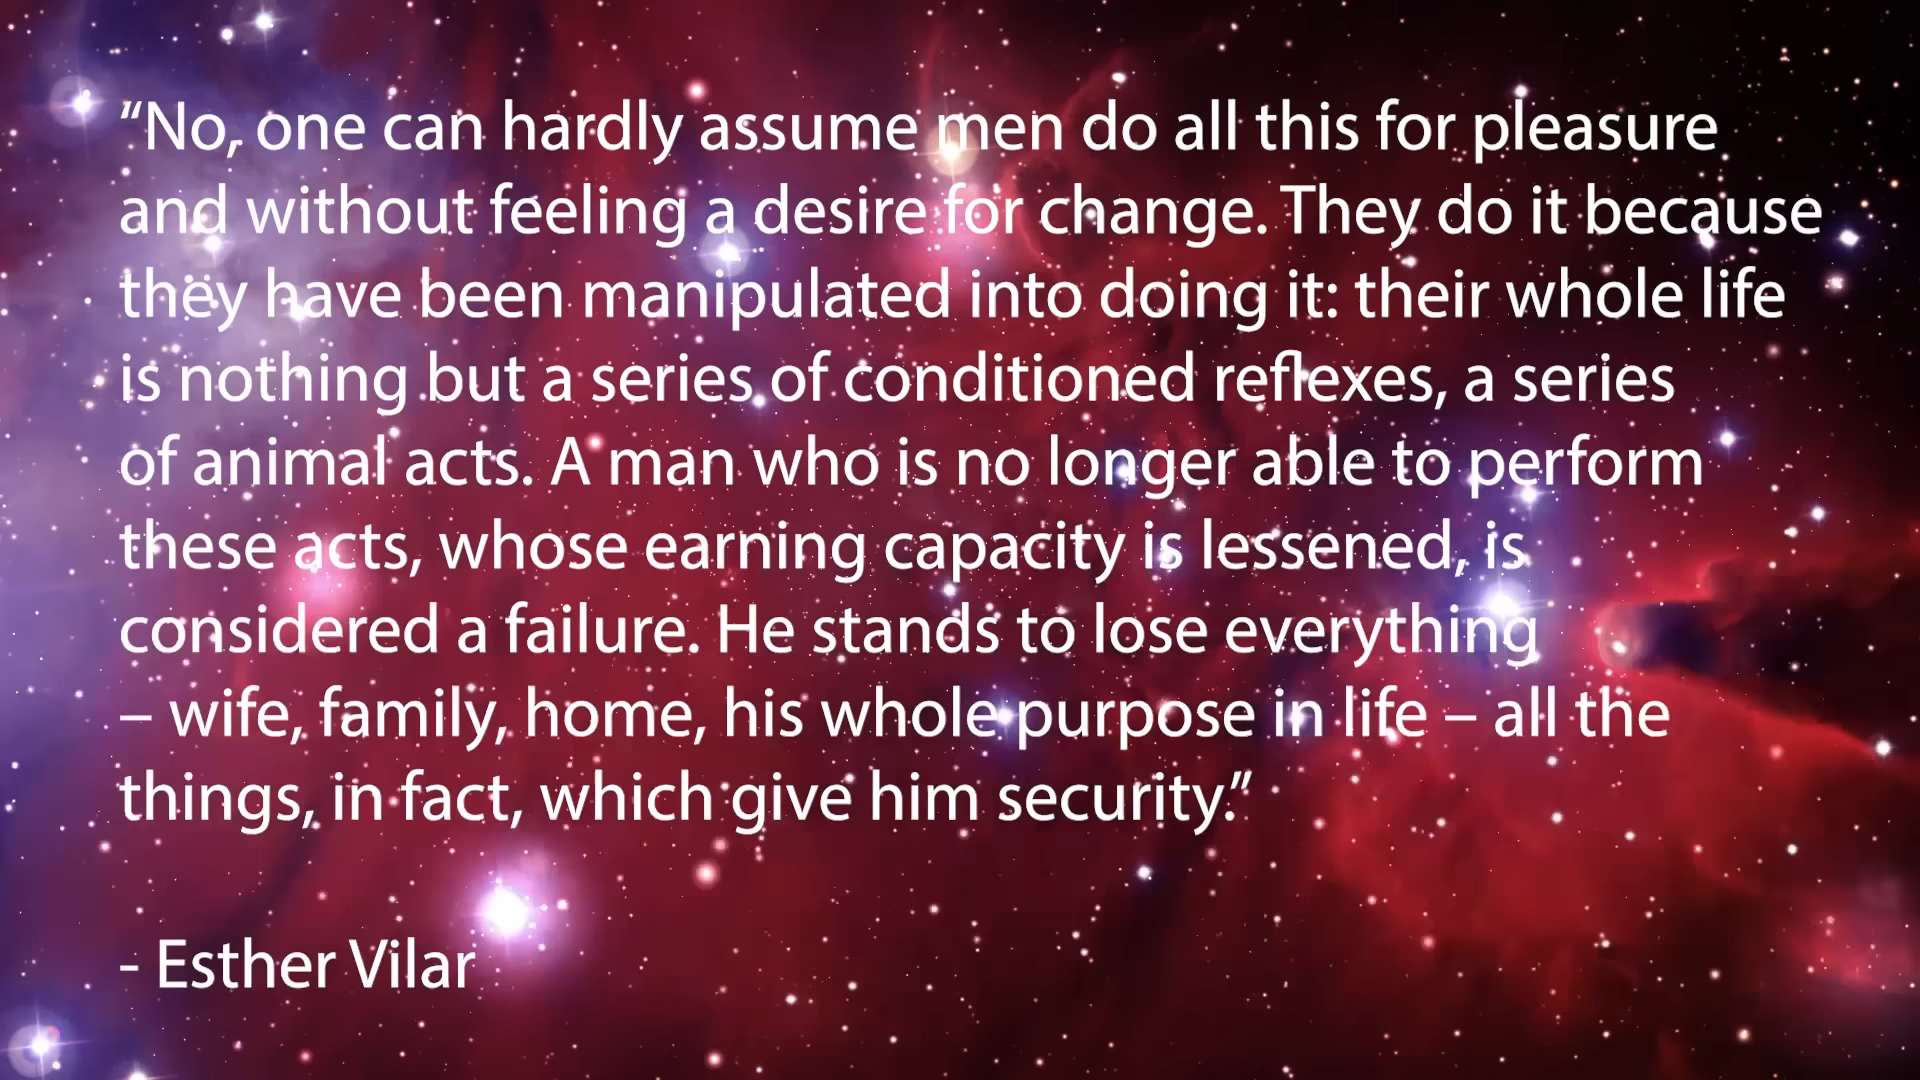 “No, one can hardly assume men do all this for pleasure
and without feeling a desire for change. They do it because
they have been manipulated into doing it: their whole life
is nothing but a series of conditioned reflexes, a series
of animal acts. A man who is no longer able to perform
these acts, whose earning capacity is lessened, is
considered a failure. He stands to lose everything
– wife, family, home, his whole purpose in life – all the
things, in fact, which give him security.”
- Esther Vilar